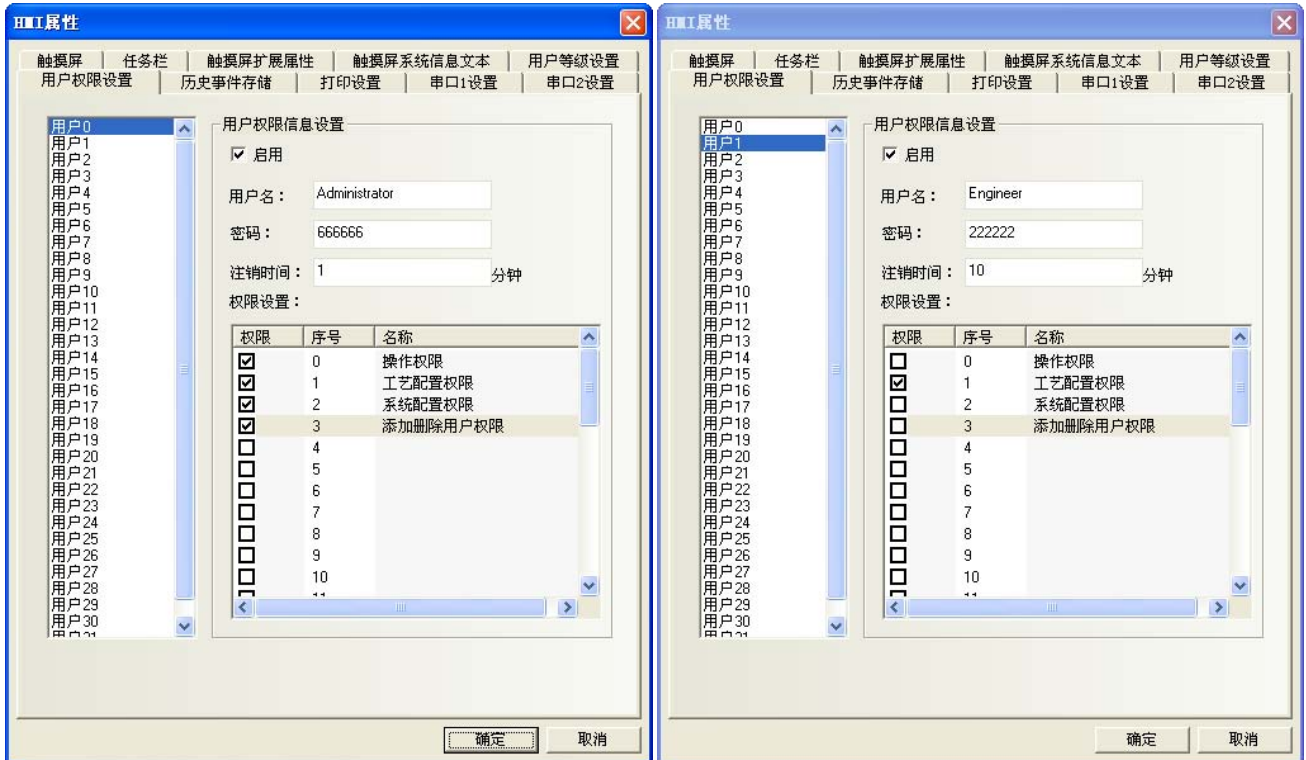 HMI属性
触摸屏 任务栏 触摸屏扩展属性 触摸屏系统信息文本 用户等级设置
用户权限设置 历史事件存储 打印设置 串口1设置 串口2设置
用户0
用户1
用户2
用户3
用户4
用户5
用户6
用户7
用户8
用户9
用户10
用户11
用户12
用户13
用户14
用户15
用户16
用户17
用户18
用户19
用户20
用户21
用户22
用户23
用户24
用户25
用户26
用户27
用户28
用户29
用户30
用户31
用户权限信息设置
启用
用户名： Administrator
密码： 666666
注销时间： 1 分钟
权限设置：
权限 序号 名称
0 操作权限
1 工艺配置权限
2 系统配置权限
3 添加删除用户权限
4
5
6
7
8
9
10
11
确定 取消
HMI属性
触摸屏 任务栏 触摸屏扩展属性 触摸屏系统信息文本 用户等级设置
用户权限设置 历史事件存储 打印设置 串口1设置 串口2设置
用户0
用户1
用户2
用户3
用户4
用户5
用户6
用户7
用户8
用户9
用户10
用户11
用户12
用户13
用户14
用户15
用户16
用户17
用户18
用户19
用户20
用户21
用户22
用户23
用户24
用户25
用户26
用户27
用户28
用户29
用户30
用户31
用户权限信息设置
启用
用户名： Engineer
密码： 222222
注销时间： 10 分钟
权限设置：
权限 序号 名称
0 操作权限
1 工艺配置权限
2 系统配置权限
3 添加删除用户权限
4
5
6
7
8
9
10
11
确定 取消